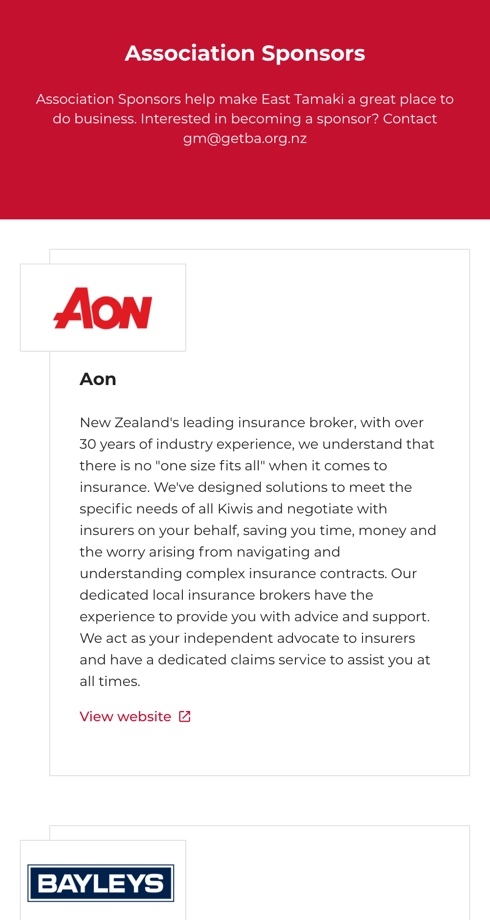 Association Sponsors
Association Sponsors help make East Tamaki a great place to
do business. Interested in becoming a sponsor? Contact
gm@getba.org.nz
AON
Aon
New Zealand's leading insurance broker, with over
30 years of industry experience, we understand that
there is no "one size fits all" when it comes to
insurance. We've designed solutions to meet the
specific needs of all Kiwis and negotiate with
insurers on your behalf, saving you time, money and
the worry arising from navigating and
understanding complex insurance contracts. Our
dedicated local insurance brokers have the
experience to provide you with advice and support.
We act as your independent advocate to insurers
and have a dedicated claims service to assist you at
all times.
View website
BAYLEYS